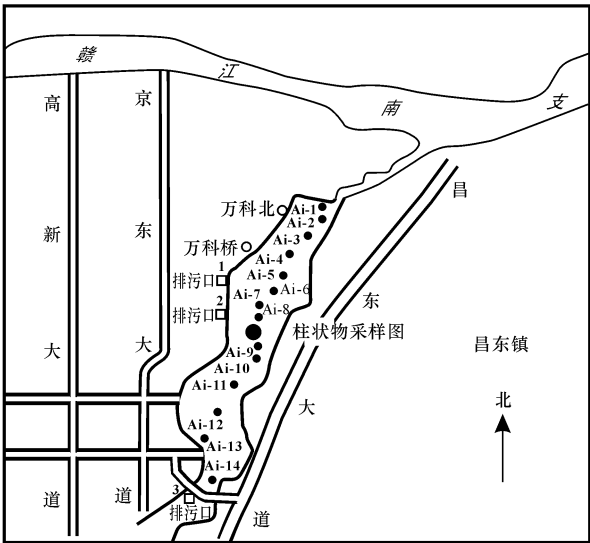 赣江南支
高新大道
京东大道
昌东大道
万科北
Ai-1
Ai-2
Ai-3
万科桥
Ai-4
1
Ai-5
排污口
Ai-6
Ai-7
2
Ai-8
排污口
柱状物采样图
昌东镇
Ai-9
Ai-10
Ai-11
北
Ai-12
Ai-13
Ai-14
3
排污口